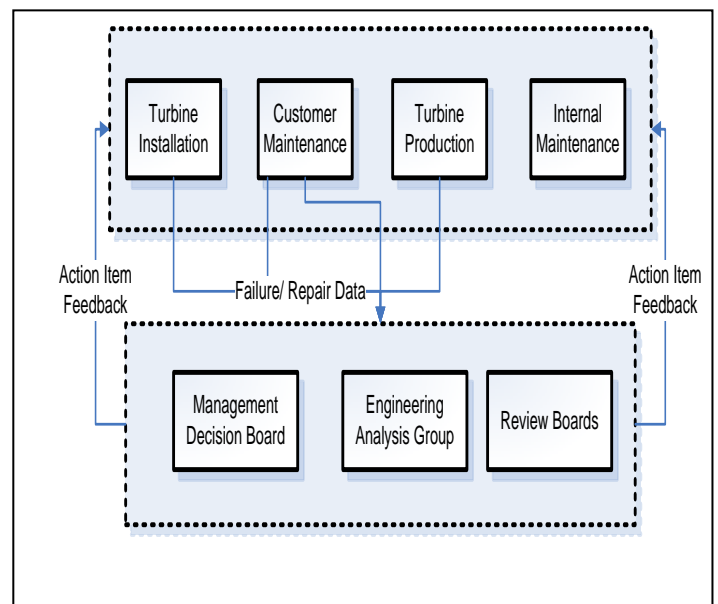 Turbine
Installation
Customer
Maintenance
Turbine
Production
Internal
Maintenance
Action Item
Feedback
Failure/ Repair Data
Action Item
Feedback
Management
Decision Board
Engineering
Analysis Group
Review Boards